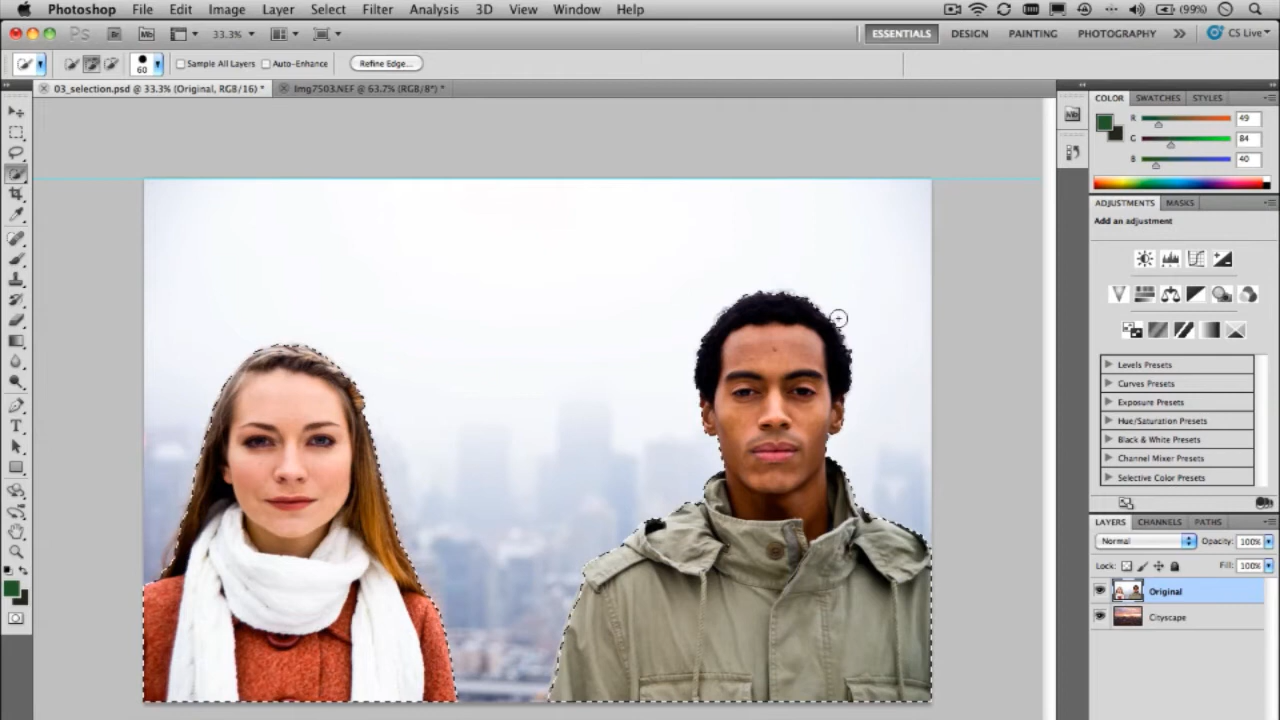 Photoshop File Edit Image Layer Select Filter Analysis 3D View Window Help (99%)
Ps Br Mb 33.3% ESSENTIALS DESIGN PAINTING PHOTOGRAPHY CS Live
60 Sample All Layers Auto-Enhance Refine Edge...
03_selection.psd @ 33.3% (Original, RGB/16) * Img7503.NEF @ 63.7% (RGB/8*) *
COLOR SWATCHES STYLES
Mb
R 49
G 84
B 40
ADJUSTMENTS MASKS
Add an adjustment
Levels Presets
Curves Presets
Exposure Presets
Hue/Saturation Presets
Black & White Presets
Channel Mixer Presets
Selective Color Presets
LAYERS CHANNELS PATHS
Normal Opacity: 100%
Lock: Fill: 100%
Original
Cityscape